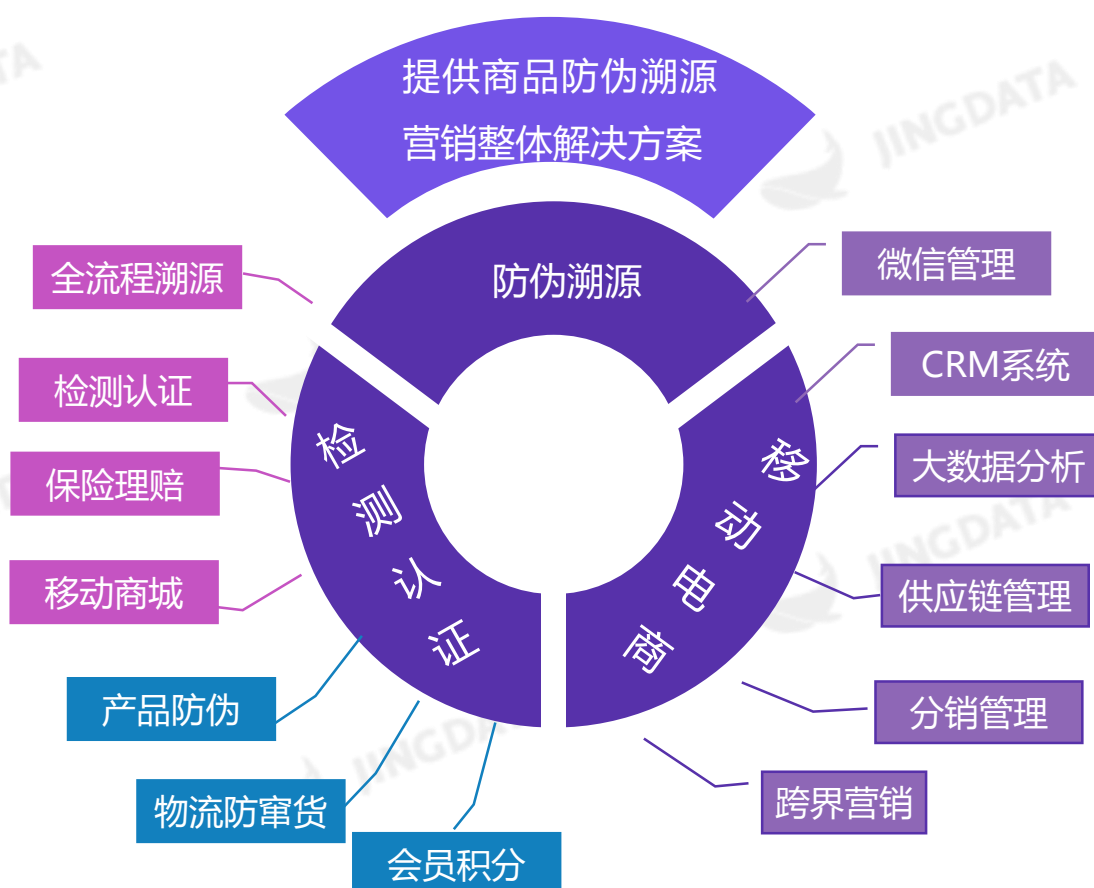 提供商品防伪溯源
营销整体解决方案
防伪溯源
检测认证
移动电商
全流程溯源
检测认证
保险理赔
移动商城
产品防伪
物流防窜货
会员积分
微信管理
CRM系统
大数据分析
供应链管理
分销管理
跨界营销
JINGDATA
JINGDATA